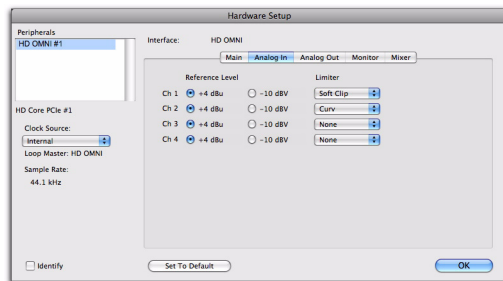 Hardware Setup
Peripherals
HD OMNI #1
HD Core PCIe #1
Clock Source:
Internal
Loop Master: HD OMNI
Sample Rate:
44.1 kHz
Identify
Interface: HD OMNI
Main Analog In Analog Out Monitor Mixer
Reference Level Limiter
Ch 1 +4 dBu -10 dBV Soft Clip
Ch 2 +4 dBu -10 dBV Curv
Ch 3 +4 dBu -10 dBV None
Ch 4 +4 dBu -10 dBV None
Set To Default
OK